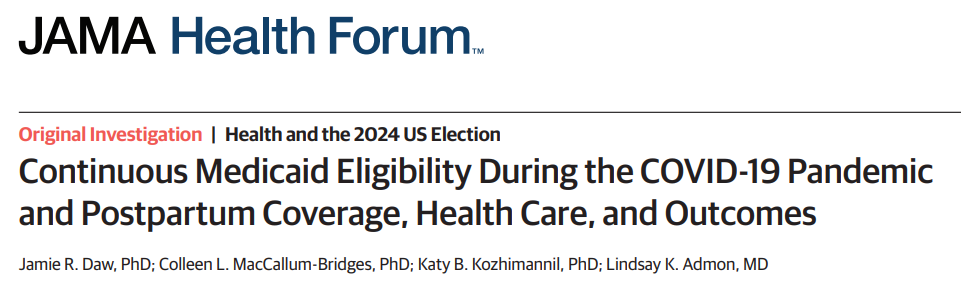 JAMA Health Forum™
Original Investigation | Health and the 2024 US Election
Continuous Medicaid Eligibility During the COVID-19 Pandemic
and Postpartum Coverage, Health Care, and Outcomes
Jamie R. Daw, PhD; Colleen L. MacCallum-Bridges, PhD; Katy B. Kozhimannil, PhD; Lindsay K. Admon, MD